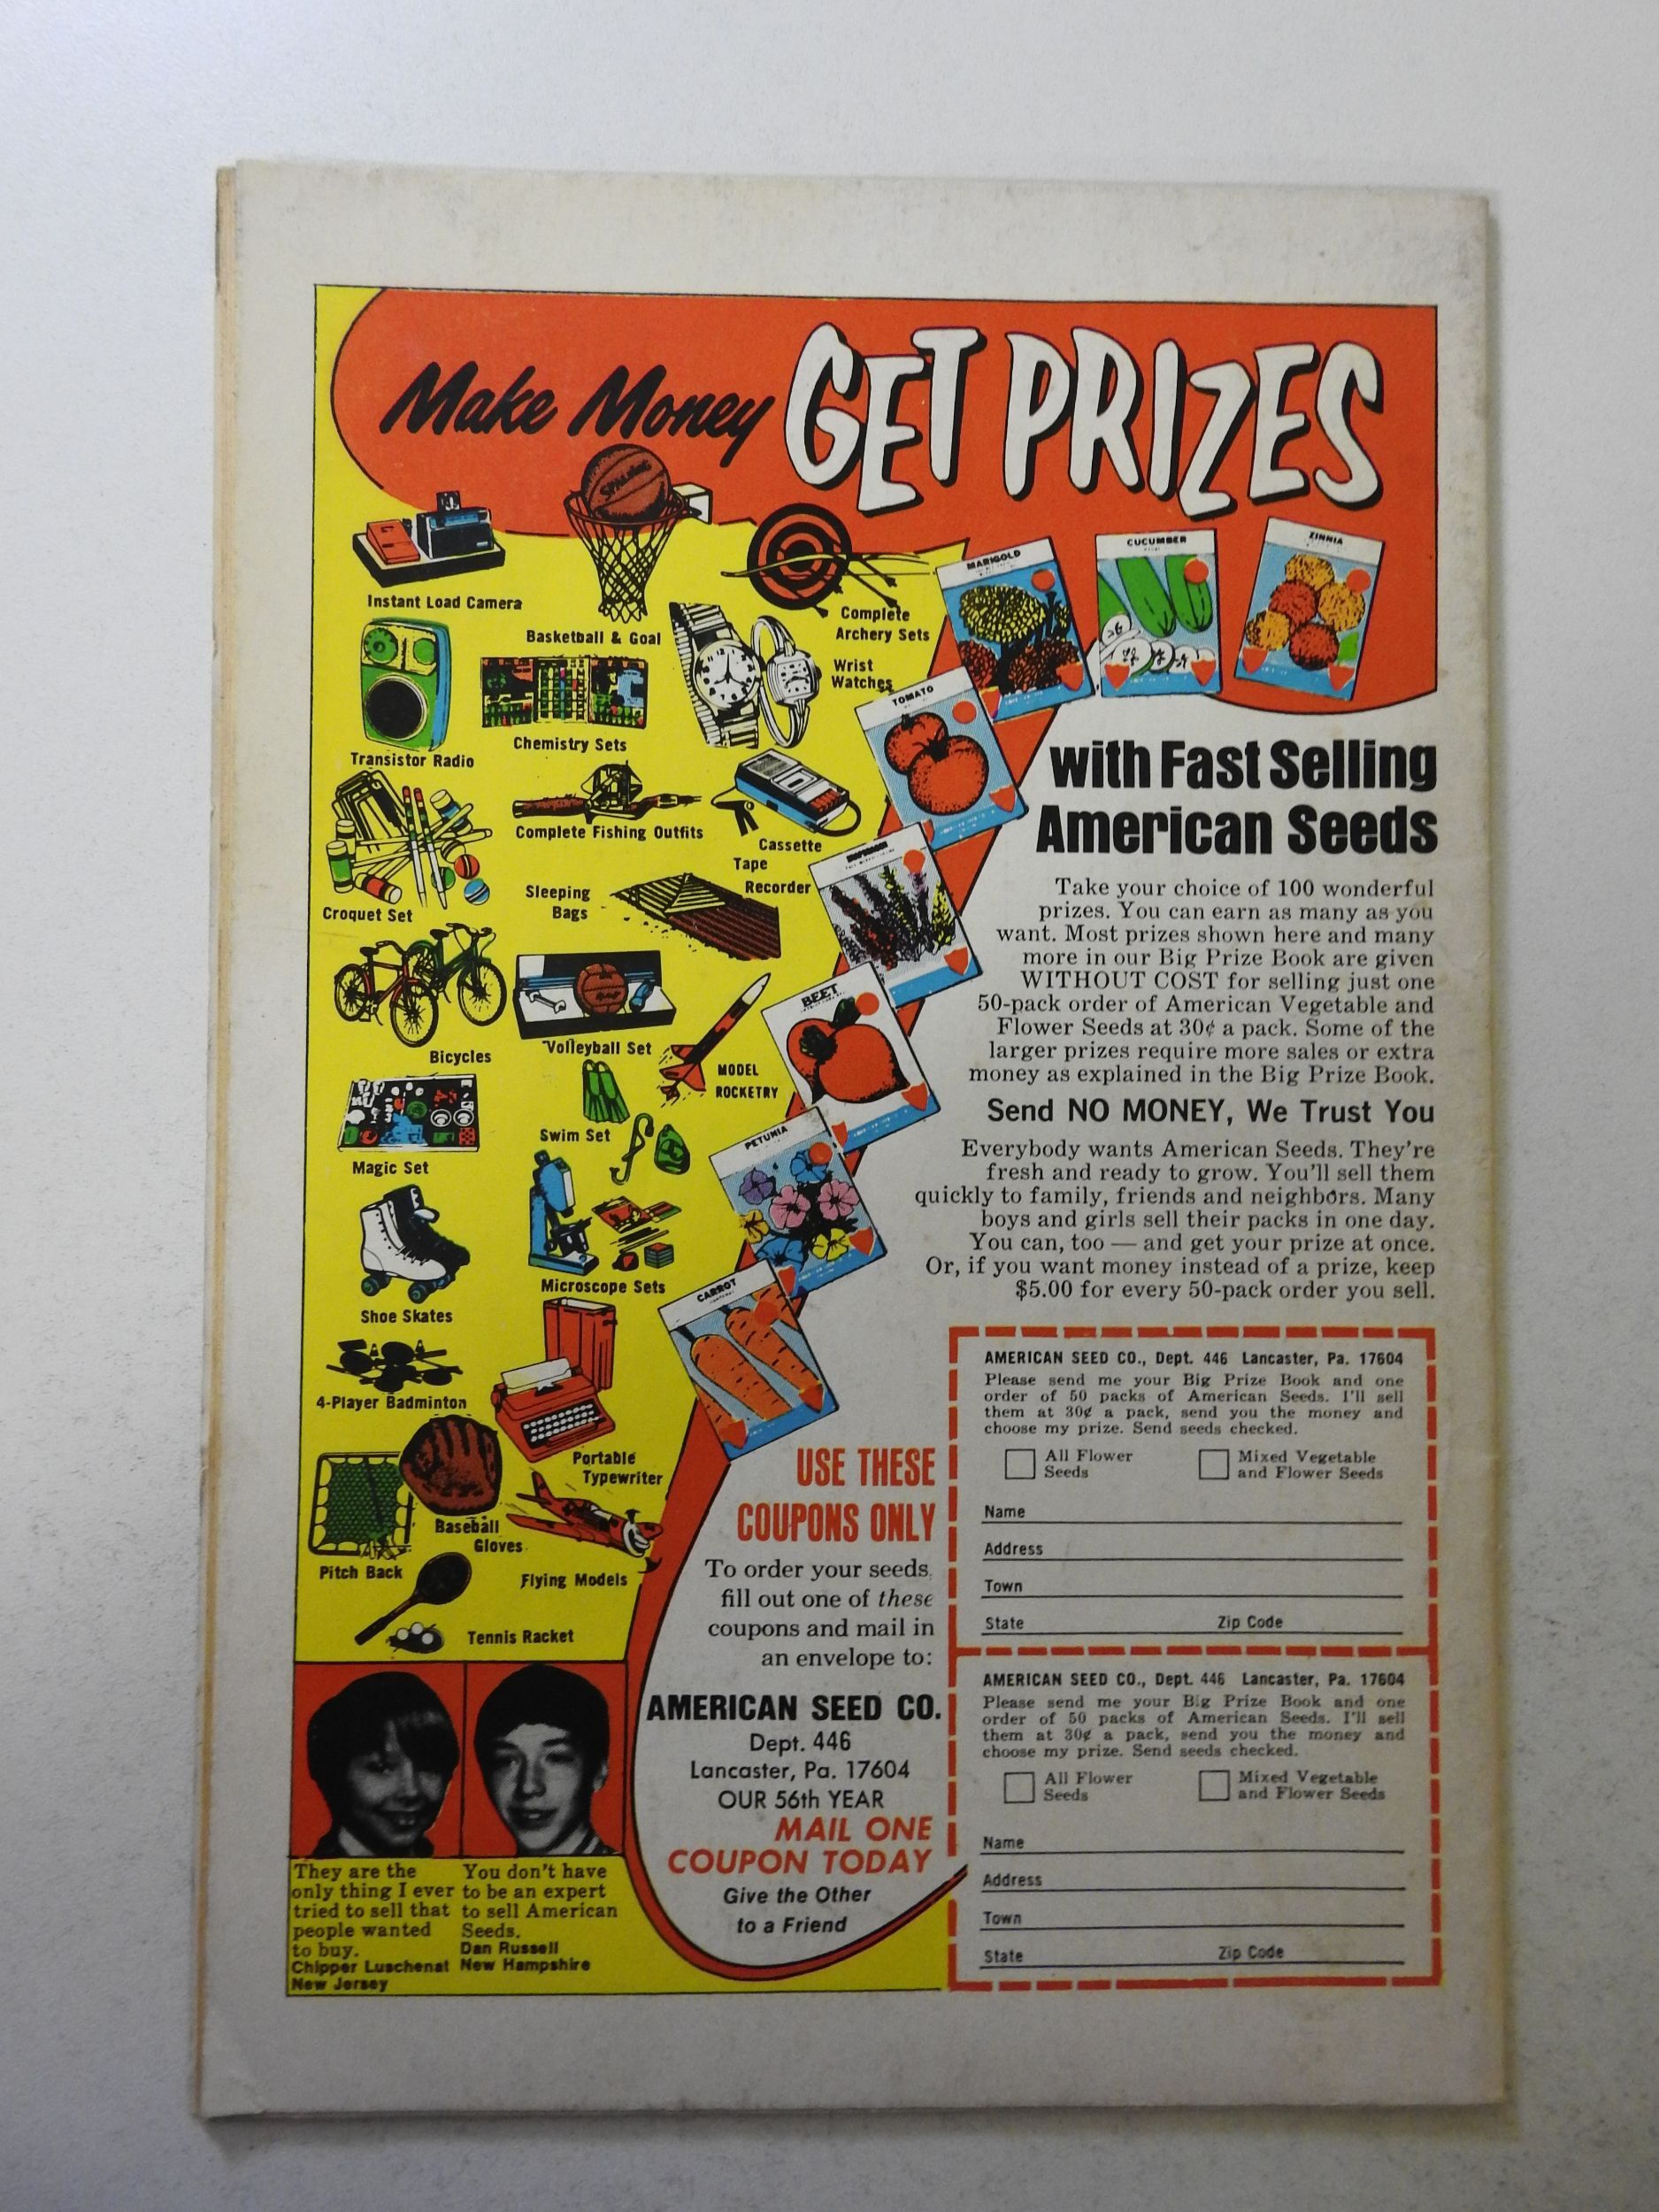 Make Money GET PRIZES
Spalding
Instant Load Camera
Basketball & Goal
Complete
Archery Sets
Wrist
Watches
Transistor Radio
Chemistry Sets
Complete Fishing Outfits
Cassette
Tape
Recorder
Croquet Set
Sleeping
Bags
Bicycles
Volleyball Set
MODEL
ROCKETRY
Magic Set
Swim Set
Shoe Skates
Microscope Sets
4-Player Badminton
Portable
Typewriter
Baseball
Gloves
Pitch Back
Flying Models
Tennis Racket
MARIGOLD
CUCUMBER
ZINNIA
TOMATO
BEET
PETUNIA
CARROT
with Fast Selling
American Seeds
Take your choice of 100 wonderful
prizes. You can earn as many as you
want. Most prizes shown here and many
more in our Big Prize Book are given
WITHOUT COST for selling just one
50-pack order of American Vegetable and
Flower Seeds at 30¢ a pack. Some of the
larger prizes require more sales or extra
money as explained in the Big Prize Book.
Send NO MONEY, We Trust You
Everybody wants American Seeds. They're
fresh and ready to grow. You'll sell them
quickly to family, friends and neighbors. Many
boys and girls sell their packs in one day.
You can, too — and get your prize at once.
Or, if you want money instead of a prize, keep
$5.00 for every 50-pack order you sell.
USE THESE
COUPONS ONLY
To order your seeds
fill out one of these
coupons and mail in
an envelope to:
AMERICAN SEED CO.
Dept. 446
Lancaster, Pa. 17604
OUR 56th YEAR
MAIL ONE
COUPON TODAY
Give the Other
to a Friend
AMERICAN SEED CO., Dept. 446 Lancaster, Pa. 17604
Please send me your Big Prize Book and one
order of 50 packs of American Seeds. I'll sell
them at 30¢ a pack, send you the money and
choose my prize. Send seeds checked.
All Flower
Seeds
Mixed Vegetable
and Flower Seeds
Name
Address
Town
State Zip Code
AMERICAN SEED CO., Dept. 446 Lancaster, Pa. 17604
Please send me your Big Prize Book and one
order of 50 packs of American Seeds. I'll sell
them at 30¢ a pack, send you the money and
choose my prize. Send seeds checked.
All Flower
Seeds
Mixed Vegetable
and Flower Seeds
Name
Address
Town
State Zip Code
They are the
only thing I ever
tried to sell that
people wanted
to buy.
Chipper Luschenat
New Jersey
You don't have
to be an expert
to sell American
Seeds.
Dan Russell
New Hampshire